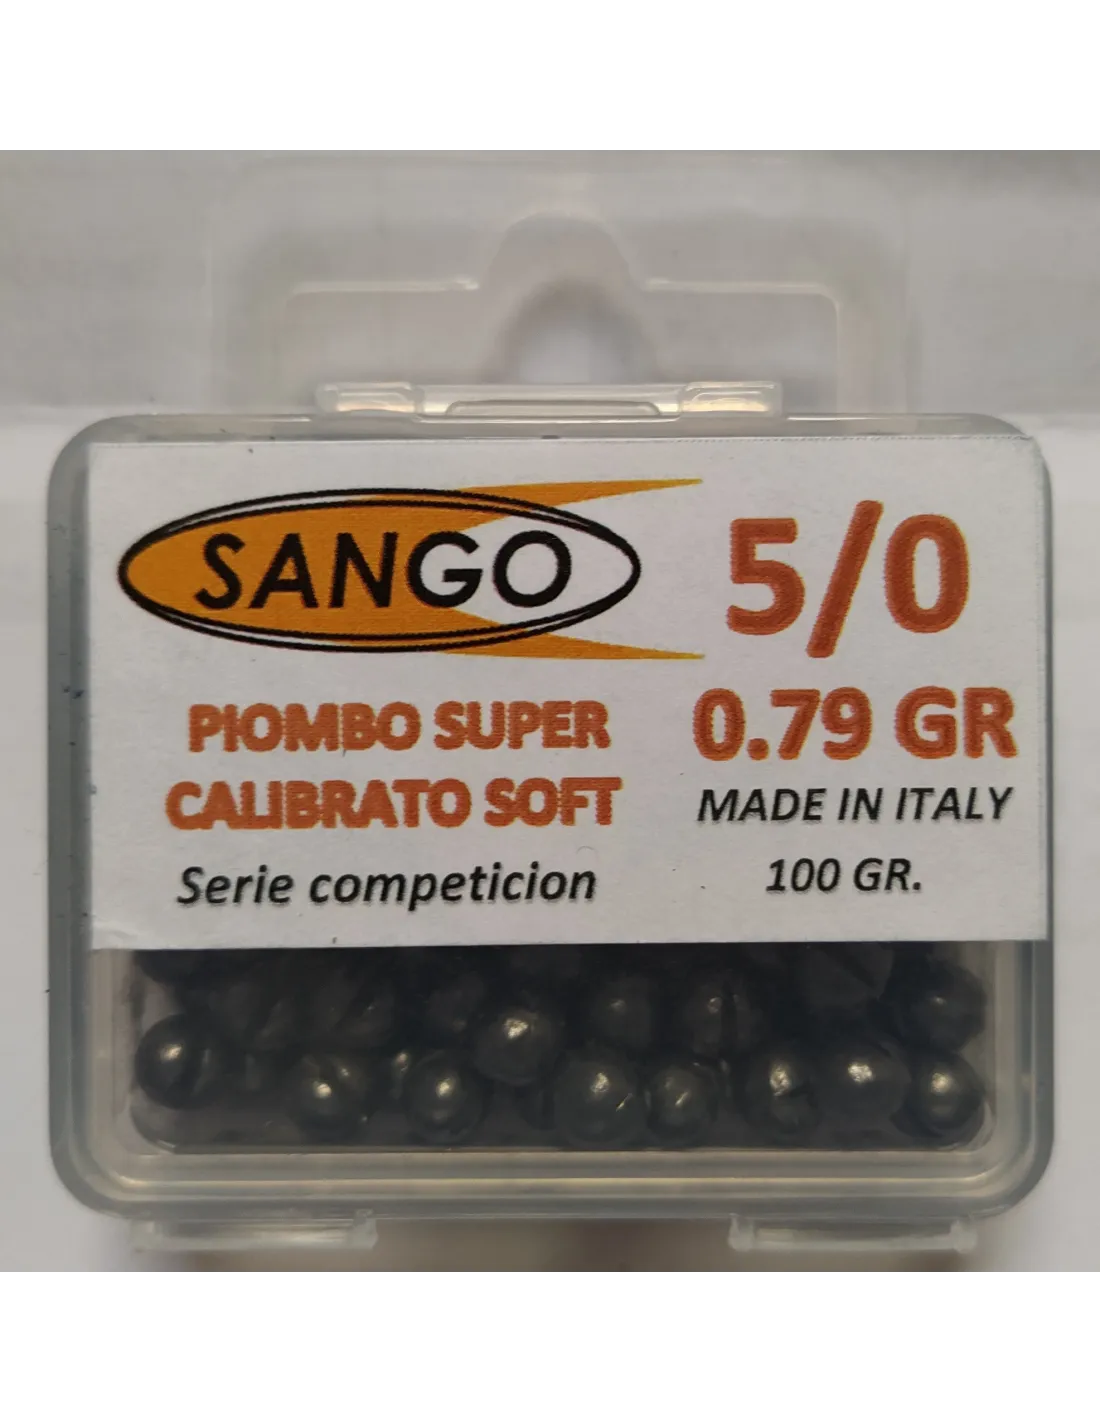 SANGO
5/0
0.79 GR
PIOMBO SUPER
CALIBRATO SOFT
MADE IN ITALY
Serie competicion
100 GR.